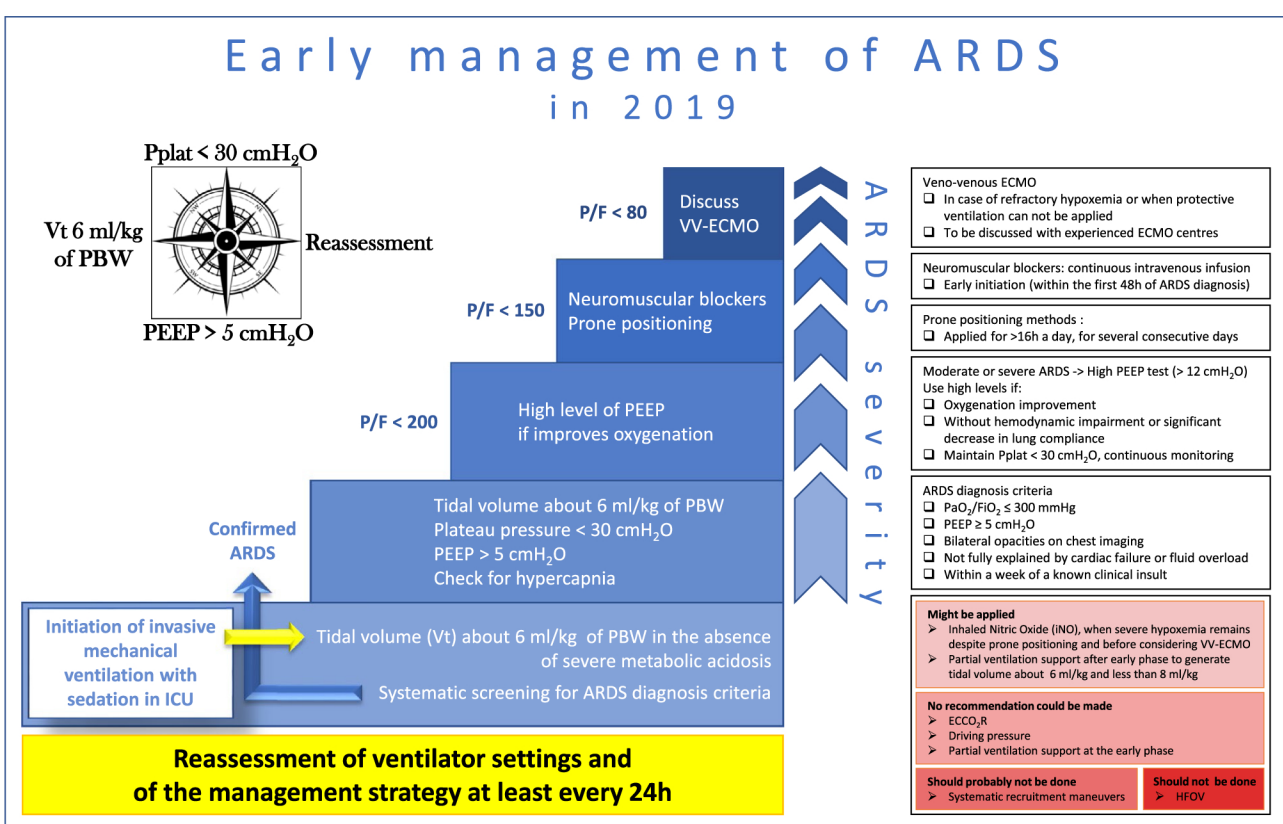 Early management of ARDS
in 2019
Pplat < 30 cmH₂O
Vt 6 ml/kg
of PBW
Reassessment
PEEP > 5 cmH₂O
P/F < 80
Discuss
VV-ECMO
P/F < 150
Neuromuscular blockers
Prone positioning
P/F < 200
High level of PEEP
if improves oxygenation
Tidal volume about 6 ml/kg of PBW
Plateau pressure < 30 cmH₂O
PEEP > 5 cmH₂O
Check for hypercapnia
Confirmed
ARDS
Initiation of invasive
mechanical
ventilation with
sedation in ICU
Tidal volume (Vt) about 6 ml/kg of PBW in the absence
of severe metabolic acidosis
Systematic screening for ARDS diagnosis criteria
Reassessment of ventilator settings and
of the management strategy at least every 24h
ARDS severity
Veno-venous ECMO
❑ In case of refractory hypoxemia or when protective
ventilation can not be applied
❑ To be discussed with experienced ECMO centres
Neuromuscular blockers: continuous intravenous infusion
❑ Early initiation (within the first 48h of ARDS diagnosis)
Prone positioning methods :
❑ Applied for >16h a day, for several consecutive days
Moderate or severe ARDS -> High PEEP test (> 12 cmH₂O)
Use high levels if:
❑ Oxygenation improvement
❑ Without hemodynamic impairment or significant
decrease in lung compliance
❑ Maintain Pplat < 30 cmH₂O, continuous monitoring
ARDS diagnosis criteria
❑ PaO₂/FiO₂ ≤ 300 mmHg
❑ PEEP ≥ 5 cmH₂O
❑ Bilateral opacities on chest imaging
❑ Not fully explained by cardiac failure or fluid overload
❑ Within a week of a known clinical insult
Might be applied
➢ Inhaled Nitric Oxide (iNO), when severe hypoxemia remains
despite prone positioning and before considering VV-ECMO
➢ Partial ventilation support after early phase to generate
tidal volume about 6 ml/kg and less than 8 ml/kg
No recommendation could be made
➢ ECCO₂R
➢ Driving pressure
➢ Partial ventilation support at the early phase
Should probably not be done
➢ Systematic recruitment maneuvers
Should not be done
➢ HFOV